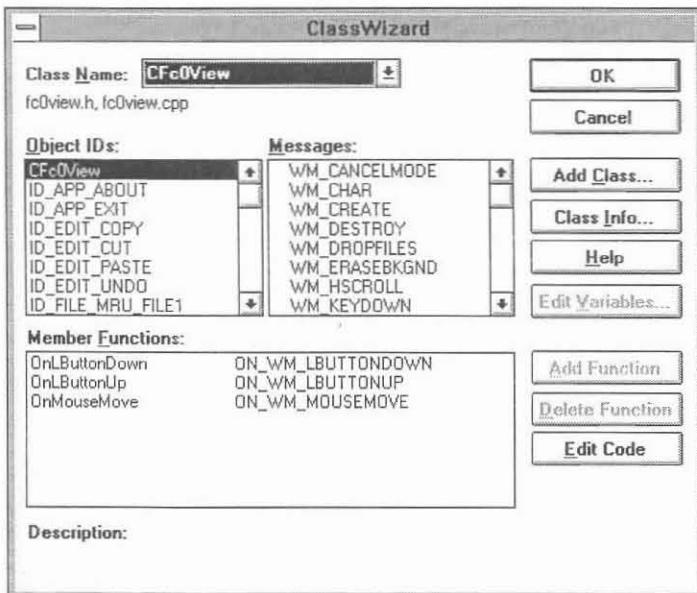 ClassWizard
Class Name: CFc0View
fc0view.h, fc0view.cpp
OK
Cancel
Object IDs:
Messages:
CFc0View
ID_APP_ABOUT
ID_APP_EXIT
ID_EDIT_COPY
ID_EDIT_CUT
ID_EDIT_PASTE
ID_EDIT_UNDO
ID_FILE_MRU_FILE1
WM_CANCELMODE
WM_CHAR
WM_CREATE
WM_DESTROY
WM_DROPFILES
WM_ERASEBKGND
WM_HSCROLL
WM_KEYDOWN
Add Class...
Class Info...
Help
Edit Variables...
Member Functions:
OnLButtonDown ON_WM_LBUTTONDOWN
OnLButtonUp ON_WM_LBUTTONUP
OnMouseMove ON_WM_MOUSEMOVE
Add Function
Delete Function
Edit Code
Description: